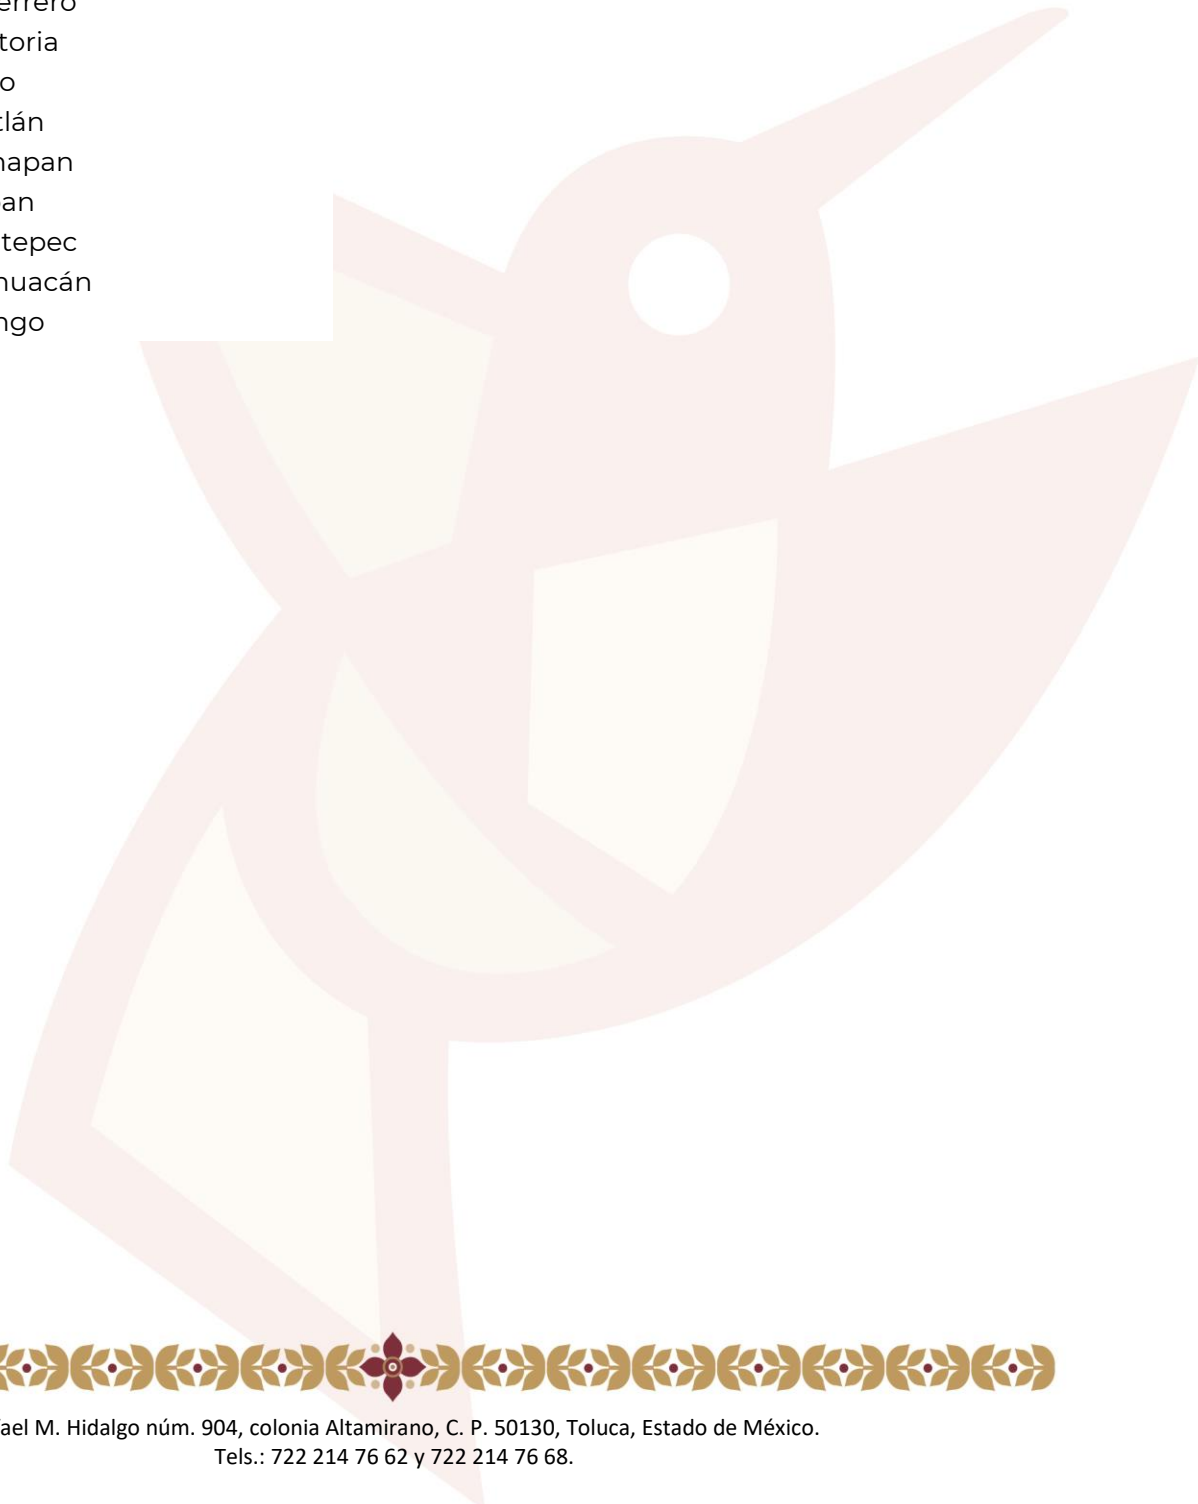 errero
toria
o
tlán
napan
an
tepec
huacán
ngo
ael M. Hidalgo núm. 904, colonia Altamirano, C. P. 50130, Toluca, Estado de México.
Tels.: 722 214 76 62 y 722 214 76 68.